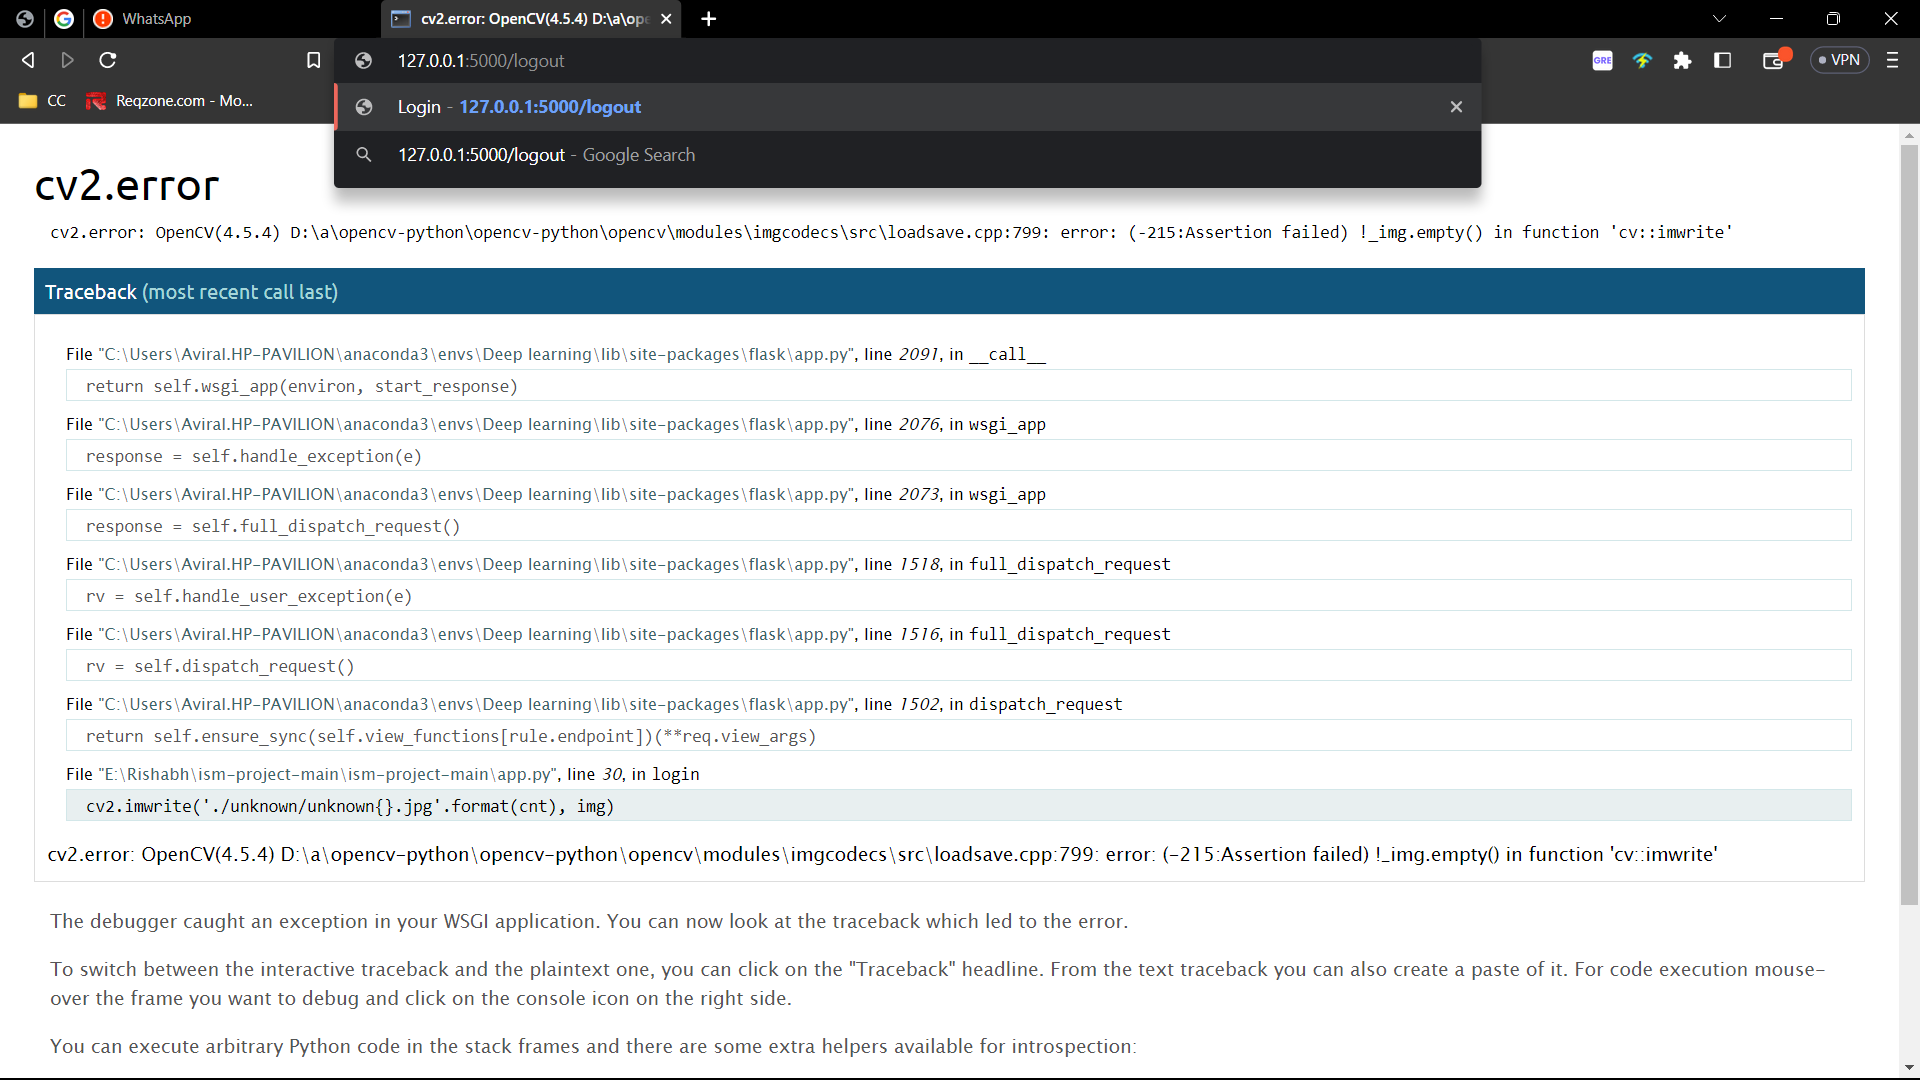 WhatsApp
cv2.error: OpenCV(4.5.4) D:\a\ope
127.0.0.1:5000/logout
GRE
VPN
CC
Reqzone.com - Mo...
Login - 127.0.0.1:5000/logout
127.0.0.1:5000/logout - Google Search
cv2.error
cv2.error: OpenCV(4.5.4) D:\a\opencv-python\opencv-python\opencv\modules\imgcodecs\src\loadsave.cpp:799: error: (-215:Assertion failed) !_img.empty() in function 'cv::imwrite'
Traceback (most recent call last)
File "C:\Users\Aviral.HP-PAVILION\anaconda3\envs\Deep learning\lib\site-packages\flask\app.py", line 2091, in __call__
return self.wsgi_app(environ, start_response)
File "C:\Users\Aviral.HP-PAVILION\anaconda3\envs\Deep learning\lib\site-packages\flask\app.py", line 2076, in wsgi_app
response = self.handle_exception(e)
File "C:\Users\Aviral.HP-PAVILION\anaconda3\envs\Deep learning\lib\site-packages\flask\app.py", line 2073, in wsgi_app
response = self.full_dispatch_request()
File "C:\Users\Aviral.HP-PAVILION\anaconda3\envs\Deep learning\lib\site-packages\flask\app.py", line 1518, in full_dispatch_request
rv = self.handle_user_exception(e)
File "C:\Users\Aviral.HP-PAVILION\anaconda3\envs\Deep learning\lib\site-packages\flask\app.py", line 1516, in full_dispatch_request
rv = self.dispatch_request()
File "C:\Users\Aviral.HP-PAVILION\anaconda3\envs\Deep learning\lib\site-packages\flask\app.py", line 1502, in dispatch_request
return self.ensure_sync(self.view_functions[rule.endpoint])(**req.view_args)
File "E:\Rishabh\ism-project-main\ism-project-main\app.py", line 30, in login
cv2.imwrite('./unknown/unknown{}.jpg'.format(cnt), img)
cv2.error: OpenCV(4.5.4) D:\a\opencv-python\opencv-python\opencv\modules\imgcodecs\src\loadsave.cpp:799: error: (-215:Assertion failed) !_img.empty() in function 'cv::imwrite'
The debugger caught an exception in your WSGI application. You can now look at the traceback which led to the error.
To switch between the interactive traceback and the plaintext one, you can click on the "Traceback" headline. From the text traceback you can also create a paste of it. For code execution mouse-
over the frame you want to debug and click on the console icon on the right side.
You can execute arbitrary Python code in the stack frames and there are some extra helpers available for introspection: